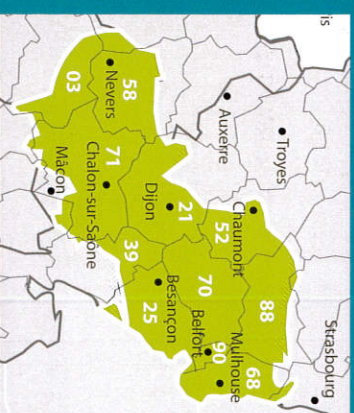 is
Strasbourg
Troyes
Auxerre
Chaumont
52
88
68
Mulhouse
90
Belfort
70
58
Nevers
03
21
Dijon
Besançon
25
71
Chalon-sur-Saône
39
Mâcon